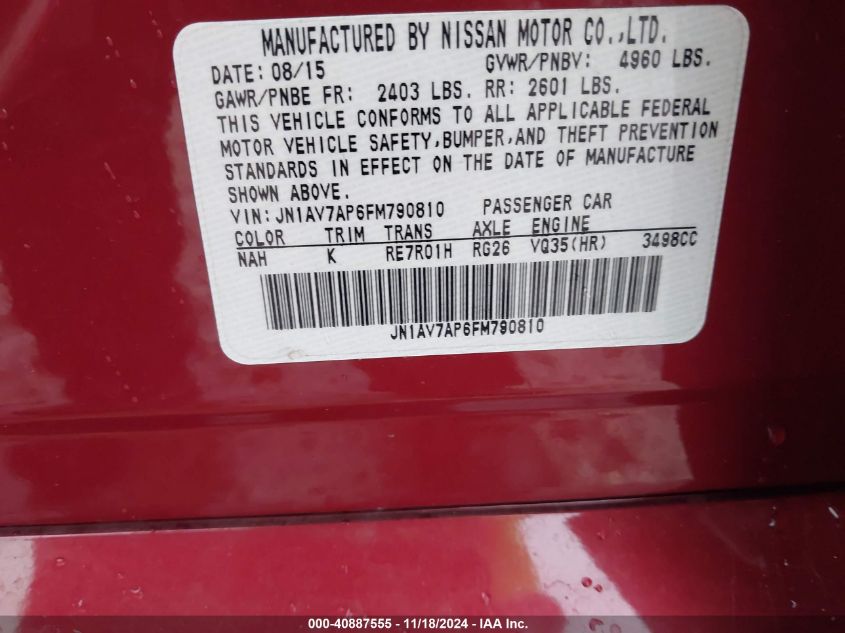 MANUFACTURED BY NISSAN MOTOR CO.,LTD.
DATE: 08/15 GVWR/PNBV: 4960 LBS.
GAWR/PNBE FR: 2403 LBS. RR: 2601 LBS.
THIS VEHICLE CONFORMS TO ALL APPLICABLE FEDERAL
MOTOR VEHICLE SAFETY,BUMPER,AND THEFT PREVENTION
STANDARDS IN EFFECT ON THE DATE OF MANUFACTURE
SHOWN ABOVE.
VIN: JN1AV7AP6FM790810 PASSENGER CAR
COLOR TRIM TRANS AXLE ENGINE
NAH K RE7R01H RG26 VQ35(HR) 3498CC
JN1AV7AP6FM790810
000-40887555 - 11/18/2024 - IAA Inc.